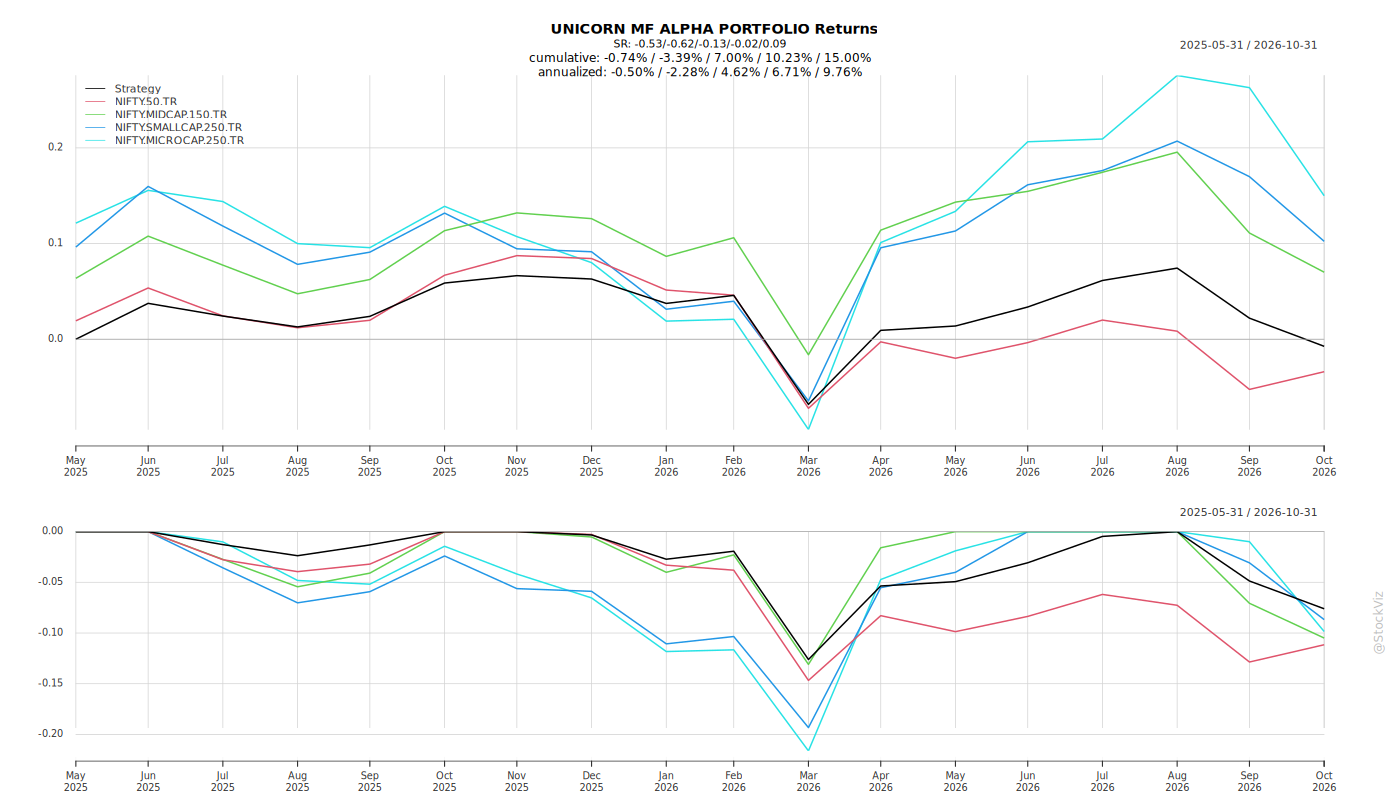 UNICORN MF ALPHA PORTFOLIO Returns
SR: -0.53/-0.62/-0.13/-0.02/0.09
cumulative: -0.74% / -3.39% / 7.00% / 10.23% / 15.00%
annualized: -0.50% / -2.28% / 4.62% / 6.71% / 9.76%
2025-05-31 / 2026-10-31
Strategy
NIFTY.50.TR
NIFTY.MIDCAP.150.TR
NIFTY.SMALLCAP.250.TR
NIFTY.MICROCAP.250.TR
0.2
0.1
0.0
May Jun Jul Aug Sep Oct Nov Dec Jan Feb Mar Apr May Jun Jul Aug Sep Oct
2025 2025 2025 2025 2025 2025 2025 2025 2026 2026 2026 2026 2026 2026 2026 2026 2026 2026
2025-05-31 / 2026-10-31
0.00
-0.05
-0.10
-0.15
-0.20
May Jun Jul Aug Sep Oct Nov Dec Jan Feb Mar Apr May Jun Jul Aug Sep Oct
2025 2025 2025 2025 2025 2025 2025 2025 2026 2026 2026 2026 2026 2026 2026 2026 2026 2026
@StockViz